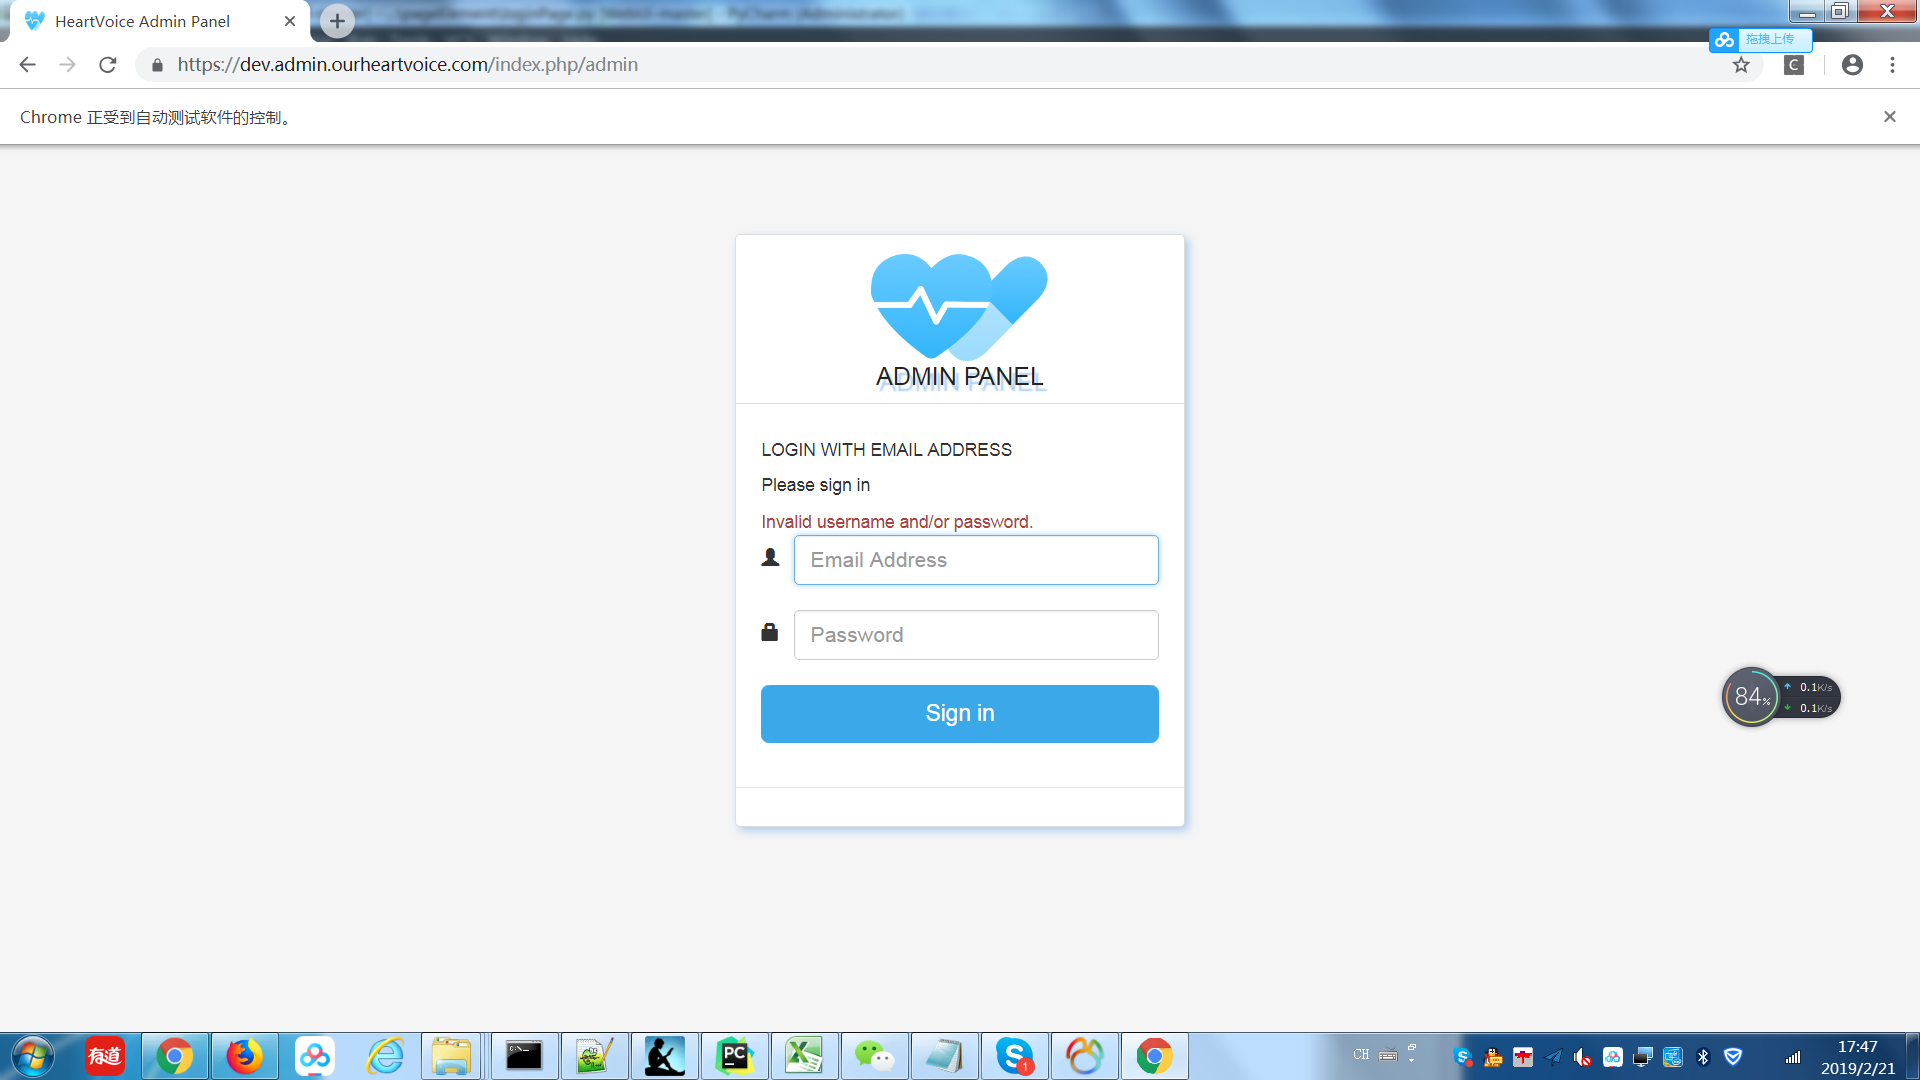 HeartVoice Admin Panel
拖拽上传
https://dev.admin.ourheartvoice.com/index.php/admin
C
Chrome 正受到自动测试软件的控制。
ADMIN PANEL
LOGIN WITH EMAIL ADDRESS
Please sign in
Invalid username and/or password.
Email Address
Password
Sign in
84%
0.1K/s
0.1K/s
有道
PC
1
CH
17:47
2019/2/21